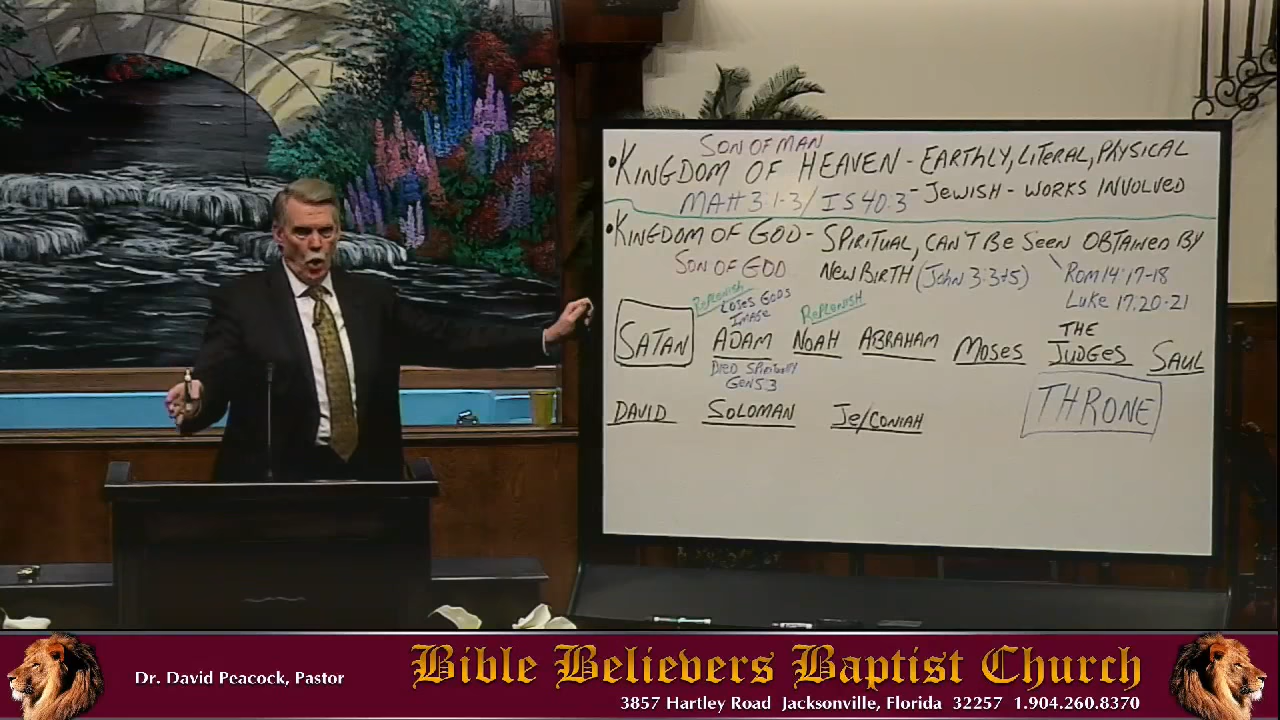 SON OF MAN
• KINGDOM OF HEAVEN - EARTHLY, LITERAL, PHYSICAL
MAtt 3:1-3 / IS 40:3 - JEWISH - WORKS INVOLVED
• KINGDOM OF GOD - SPIRITUAL, CAN'T BE SEEN OBTAINED BY
SON OF GOD NEW BIRTH (John 3:3+5) Rom 14:17-18
Luke 17:20-21
RePlenish LOSES GODS IMAGE RePlenish
SATAN ADAM NOAH ABRAHAM MOSES THE JUDGES SAUL
DIED SPIRITUALLY
Gen 5:3
DAVID SOLOMAN Je/CONIAH THRONE
Dr. David Peacock, Pastor
Bible Believers Baptist Church
3857 Hartley Road Jacksonville, Florida 32257 1.904.260.8370